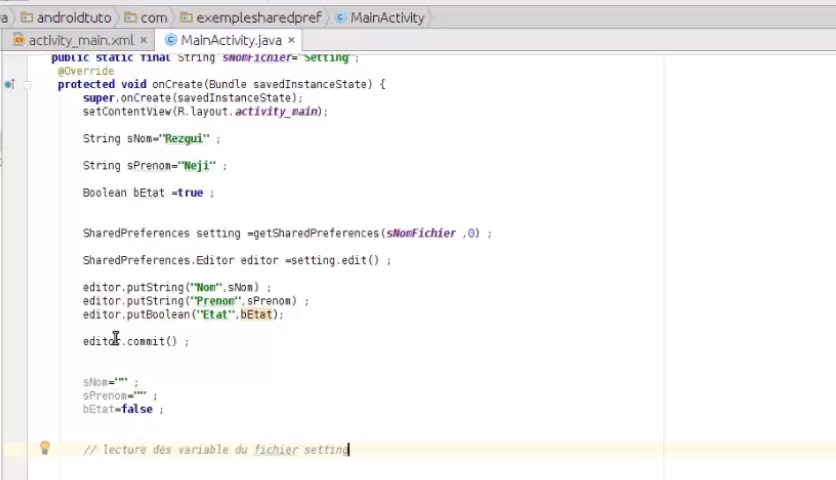 androidtuto com exemplesharedpref MainActivity
activity_main.xml × MainActivity.java ×
public static final String sNomFichier="Setting";
@Override
protected void onCreate(Bundle savedInstanceState) {
super.onCreate(savedInstanceState);
setContentView(R.layout.activity_main);
String sNom="Rezgui" ;
String sPrenom="Neji" ;
Boolean bEtat =true ;
SharedPreferences setting =getSharedPreferences(sNomFichier ,0) ;
SharedPreferences.Editor editor =setting.edit() ;
editor.putString("Nom",sNom) ;
editor.putString("Prenom",sPrenom) ;
editor.putBoolean("Etat",bEtat);
editor.commit() ;
sNom="" ;
sPrenom="" ;
bEtat=false ;
// lecture des variable du fichier setting